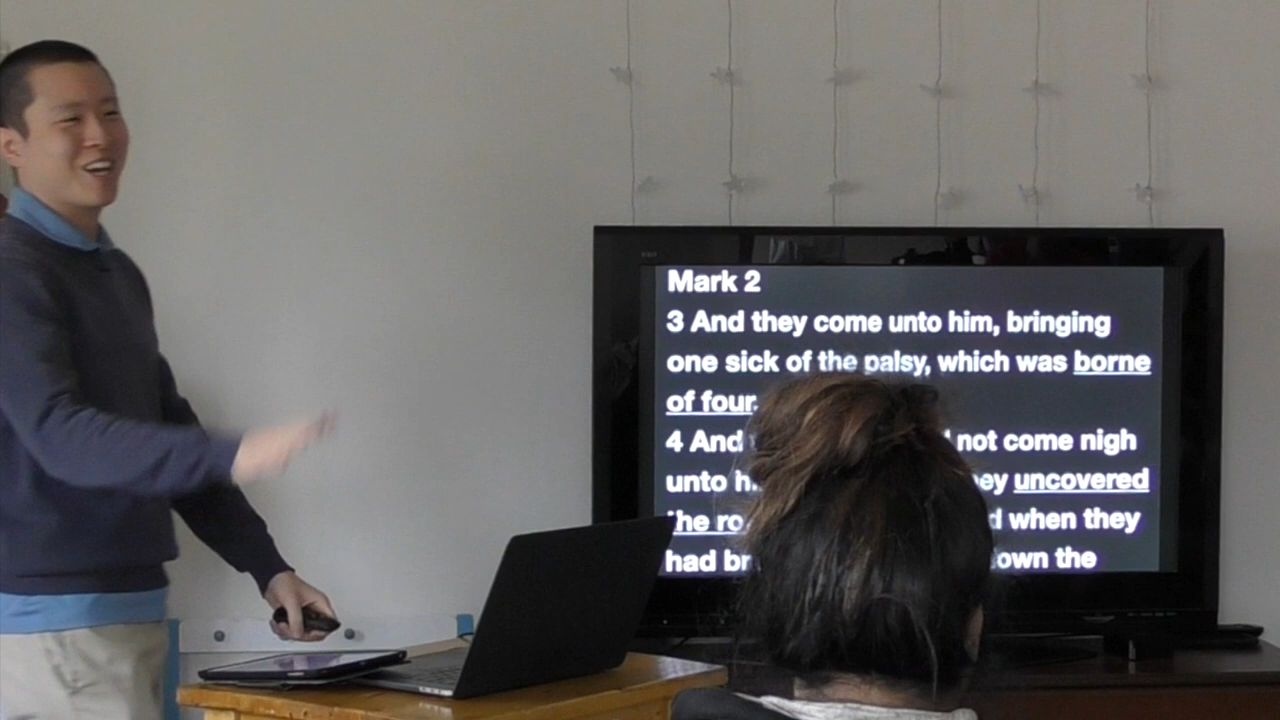 Mark 2
3 And they come unto him, bringing
one sick of the palsy, which was borne
of four.
4 And not come nigh
unto uncovered
when they
had the